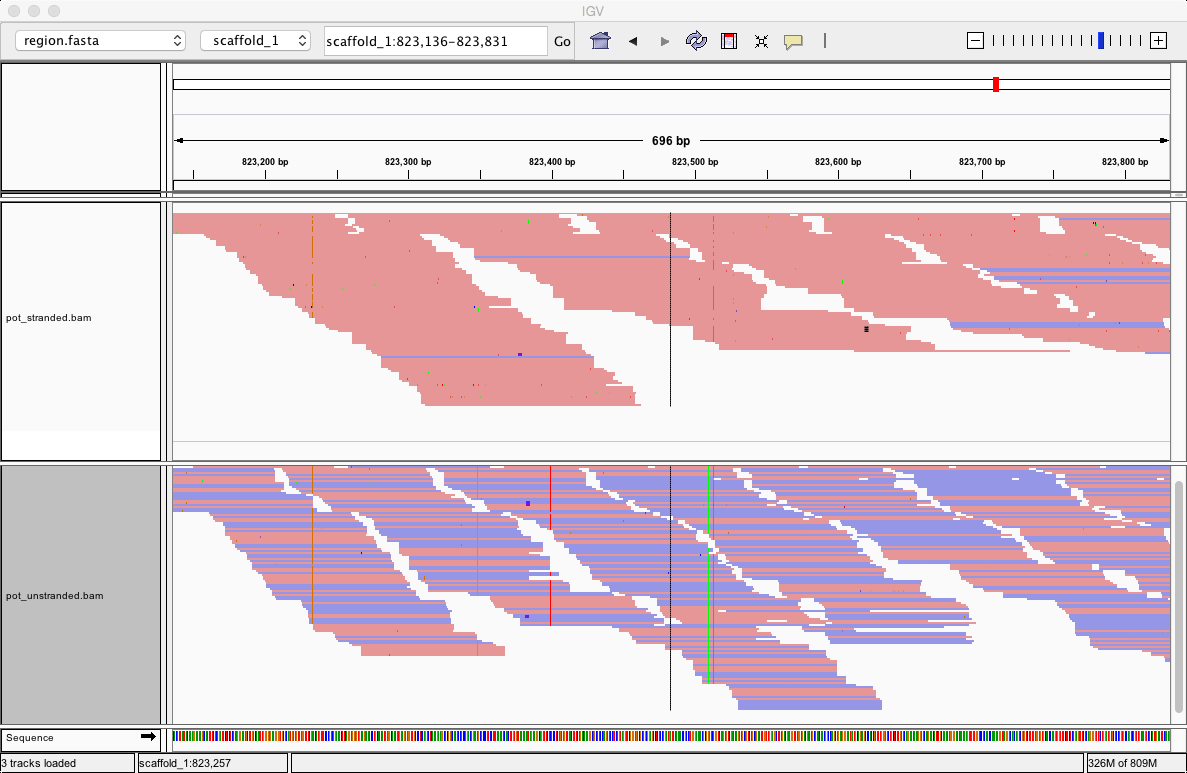 IGV
region.fasta scaffold_1 scaffold_1:823,136-823,831 Go
696 bp
823,200 bp 823,300 bp 823,400 bp 823,500 bp 823,600 bp 823,700 bp 823,800 bp
pot_stranded.bam
pot_unstranded.bam
Sequence
3 tracks loaded scaffold_1:823,257 326M of 809M